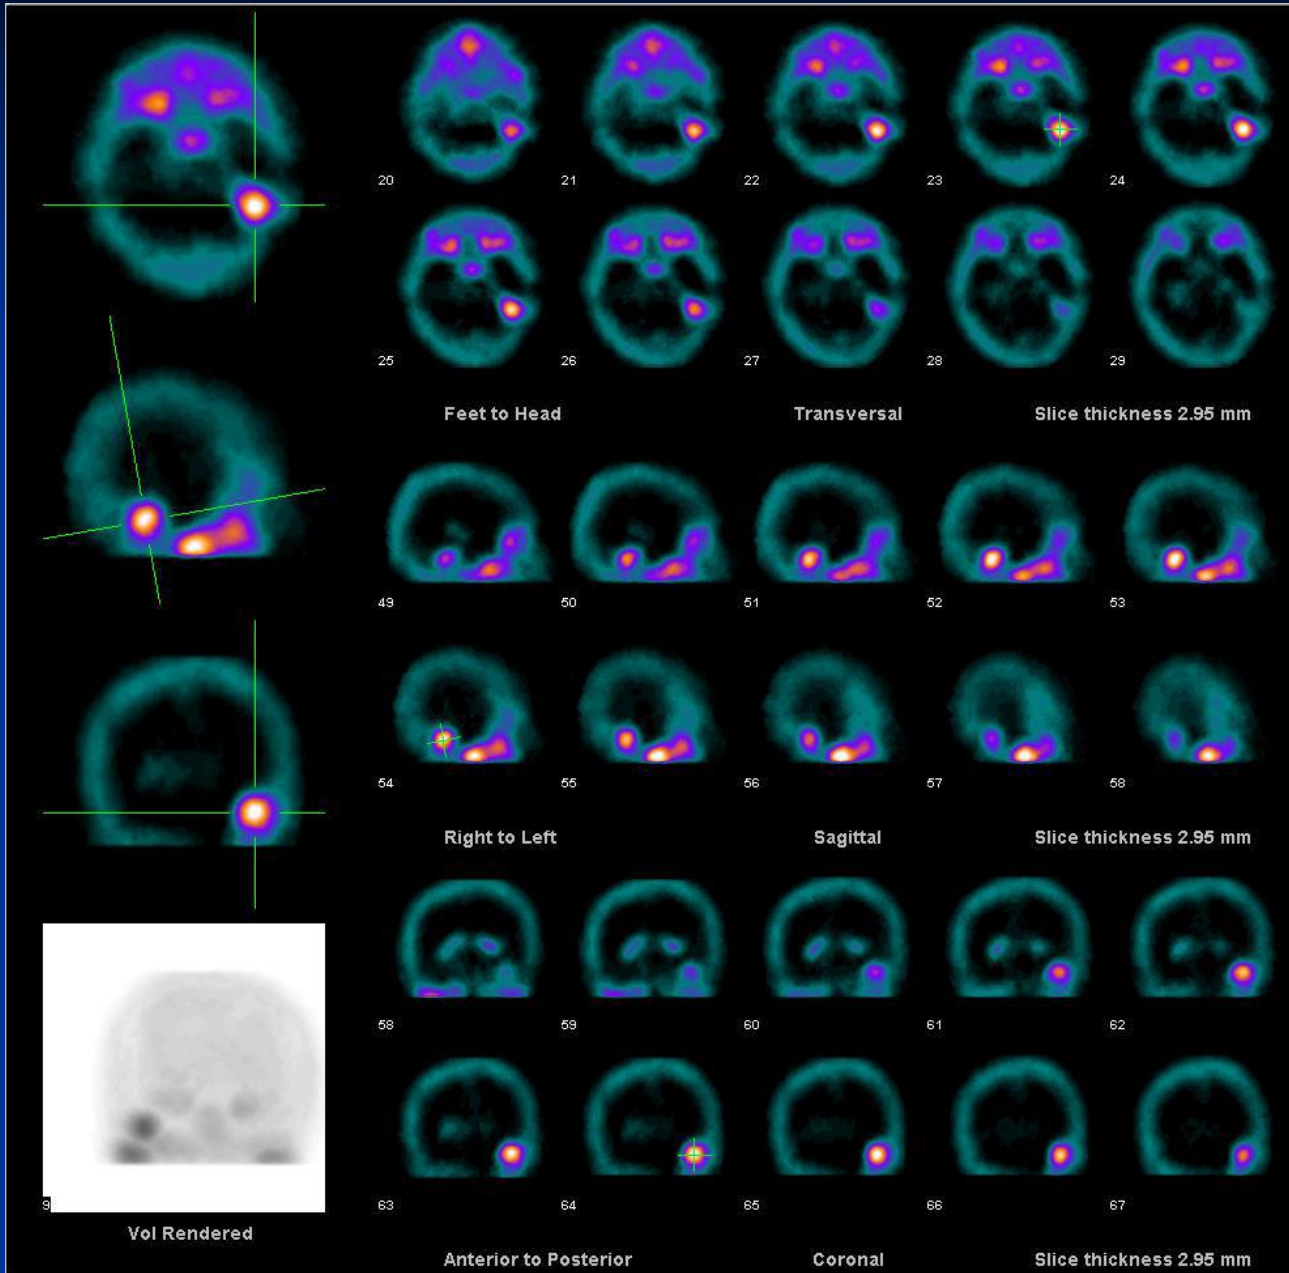 20 21 22 23 24
25 26 27 28 29
Feet to Head Transversal Slice thickness 2.95 mm
49 50 51 52 53
54 55 56 57 58
Right to Left Sagittal Slice thickness 2.95 mm
58 59 60 61 62
63 64 65 66 67
9
Vol Rendered
Anterior to Posterior Coronal Slice thickness 2.95 mm